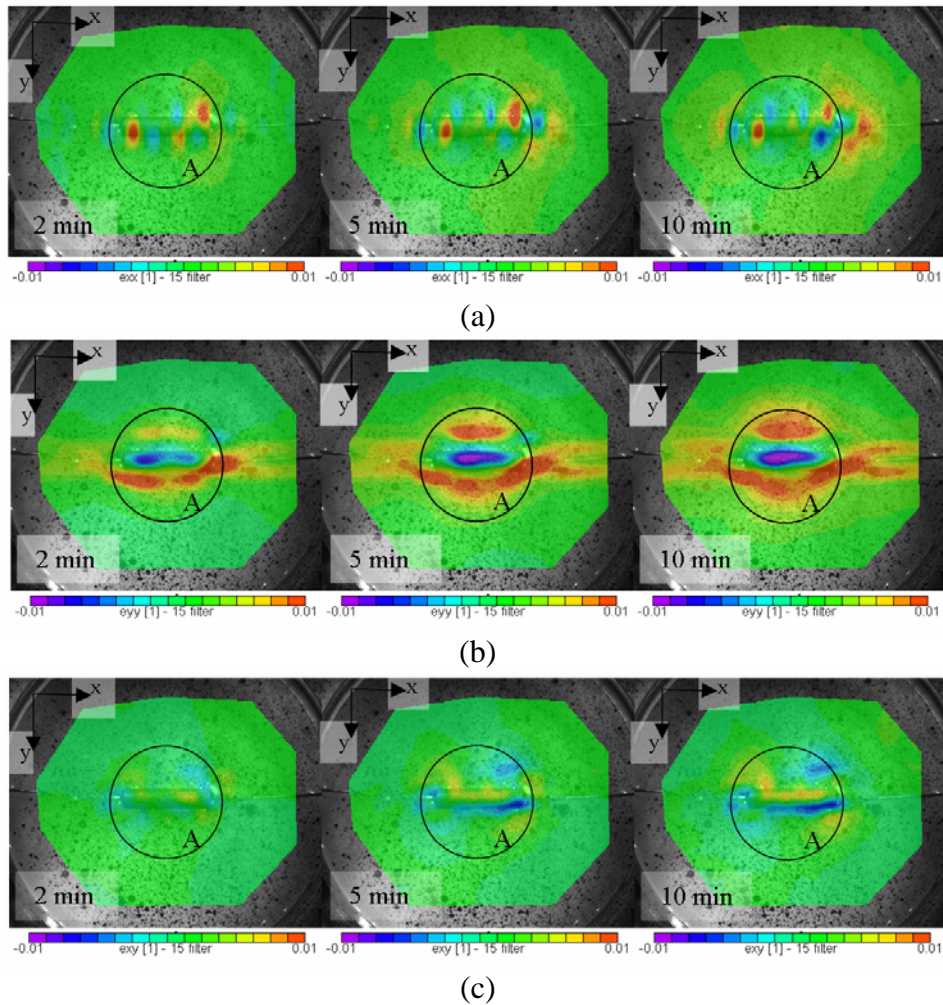 x x x
y y y
A A A
2 min 5 min 10 min
-0.01 exx [1] - 15 filter 0.01 -0.01 exx [1] - 15 filter 0.01 -0.01 exx [1] - 15 filter 0.01
(a)
x x x
y y y
A A A
2 min 5 min 10 min
-0.01 eyy [1] - 15 filter 0.01 -0.01 eyy [1] - 15 filter 0.01 -0.01 eyy [1] - 15 filter 0.01
(b)
x x x
y y y
A A A
2 min 5 min 10 min
-0.01 exy [1] - 15 filter 0.01 -0.01 exy [1] - 15 filter 0.01 -0.01 exy [1] - 15 filter 0.01
(c)